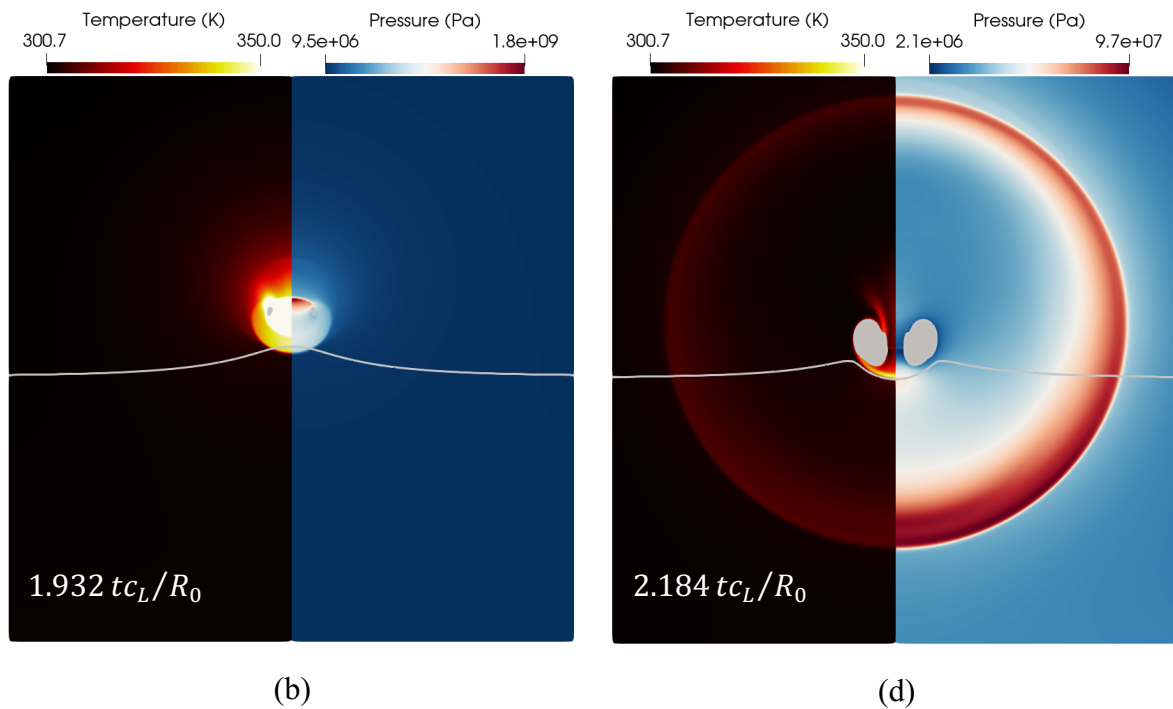 Temperature (K) Pressure (Pa)
300.7 350.0 9.5e+06 1.8e+09
1.932 tc_L/R_0
(b)
Temperature (K) Pressure (Pa)
300.7 350.0 2.1e+06 9.7e+07
2.184 tc_L/R_0
(d)